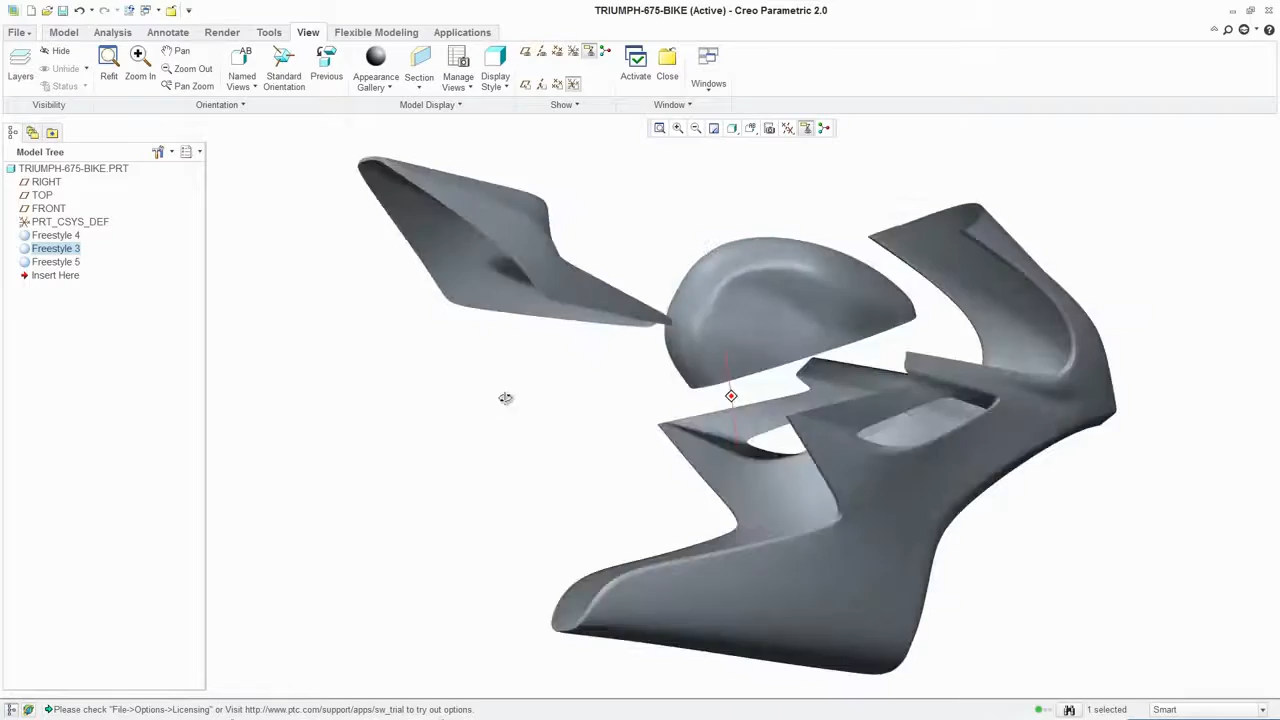 TRIUMPH-675-BIKE (Active) - Creo Parametric 2.0
File
Model
Analysis
Annotate
Render
Tools
View
Flexible Modeling
Applications
Layers
Hide
Unhide
Status
Refit
Zoom In
Pan
Zoom Out
Pan Zoom
Named Views
Standard Orientation
Previous
Appearance Gallery
Section
Manage Views
Display Style
Activate
Close
Windows
Visibility
Orientation
Model Display
Show
Window
Model Tree
TRIUMPH-675-BIKE.PRT
RIGHT
TOP
FRONT
PRT_CSYS_DEF
Freestyle 4
Freestyle 3
Freestyle 5
Insert Here
Please check "File->Options->Licensing" or Visit http://www.ptc.com/support/apps/sw_trial to try out options.
1 selected
Smart